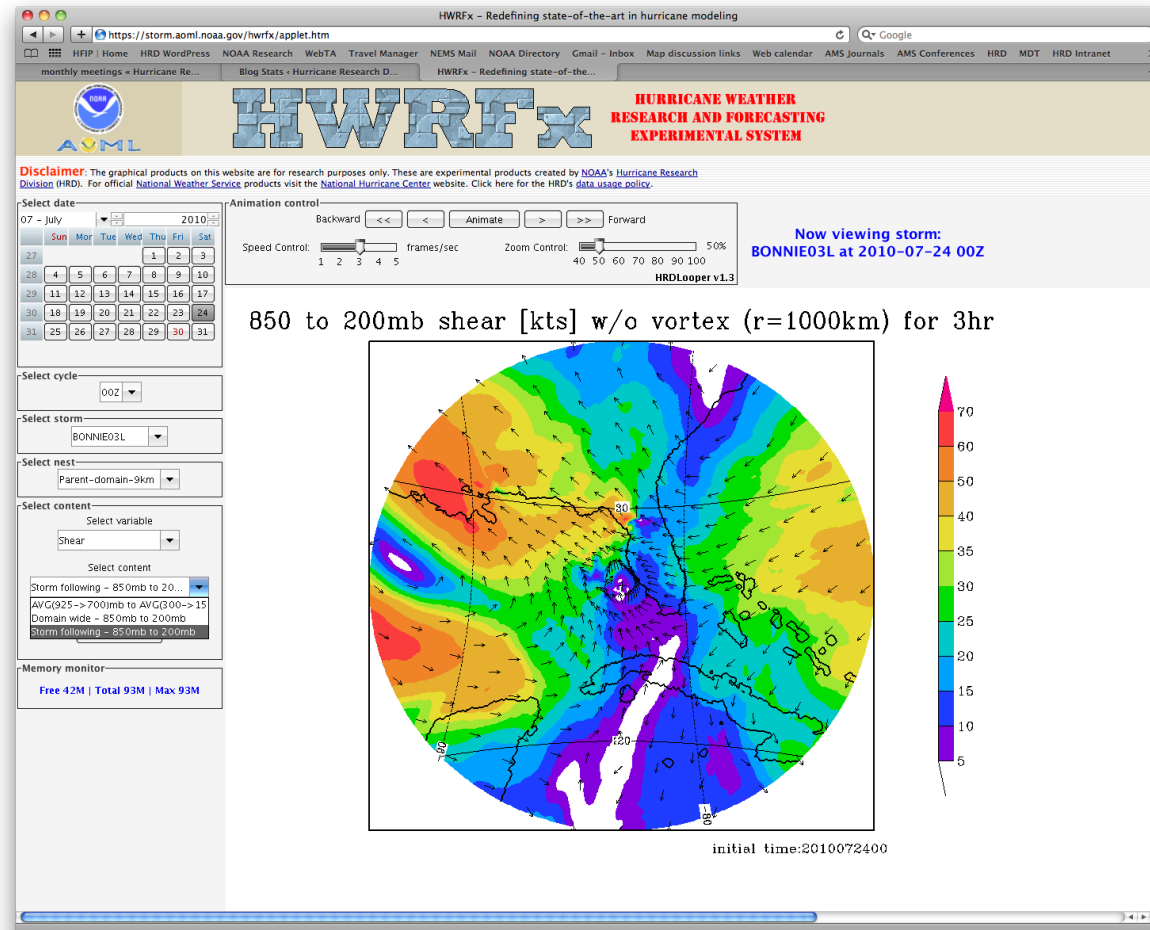 HWRFx – Redefining state-of-the-art in hurricane modeling
https://storm.aoml.noaa.gov/hwrfx/applet.htm
Google
HFIP | Home HRD WordPress NOAA Research WebTA Travel Manager NEMS Mail NOAA Directory Gmail – Inbox Map discussion links Web calendar AMS Journals AMS Conferences HRD MDT HRD Intranet
monthly meetings « Hurricane Re... Blog Stats ‹ Hurricane Research D... HWRFx – Redefining state-of-the...
NOAA
AOML
HWRFx
HURRICANE WEATHER
RESEARCH AND FORECASTING
EXPERIMENTAL SYSTEM
Disclaimer: The graphical products on this website are for research purposes only. These are experimental products created by NOAA's Hurricane Research
Division (HRD). For official National Weather Service products visit the National Hurricane Center website. Click here for the HRD's data usage policy.
Select date
07 – July 2010
Sun Mor Tue Wed Thu Fri Sat
27 1 2 3
28 4 5 6 7 8 9 10
29 11 12 13 14 15 16 17
30 18 19 20 21 22 23 24
31 25 26 27 28 29 30 31
Animation control
Backward << < Animate > >> Forward
Speed Control: frames/sec Zoom Control: 50%
1 2 3 4 5 40 50 60 70 80 90 100
HRDLooper v1.3
Now viewing storm:
BONNIE03L at 2010-07-24 00Z
Select cycle
00Z
Select storm
BONNIE03L
Select nest
Parent-domain-9km
Select content
Select variable
Shear
Select content
Storm following – 850mb to 20...
AVG(925->700)mb to AVG(300->15
Domain wide – 850mb to 200mb
Storm following – 850mb to 200mb
Memory monitor
Free 42M | Total 93M | Max 93M
850 to 200mb shear [kts] w/o vortex (r=1000km) for 3hr
70
60
50
40
35
30
25
20
15
10
5
30
20
-80
initial time:2010072400